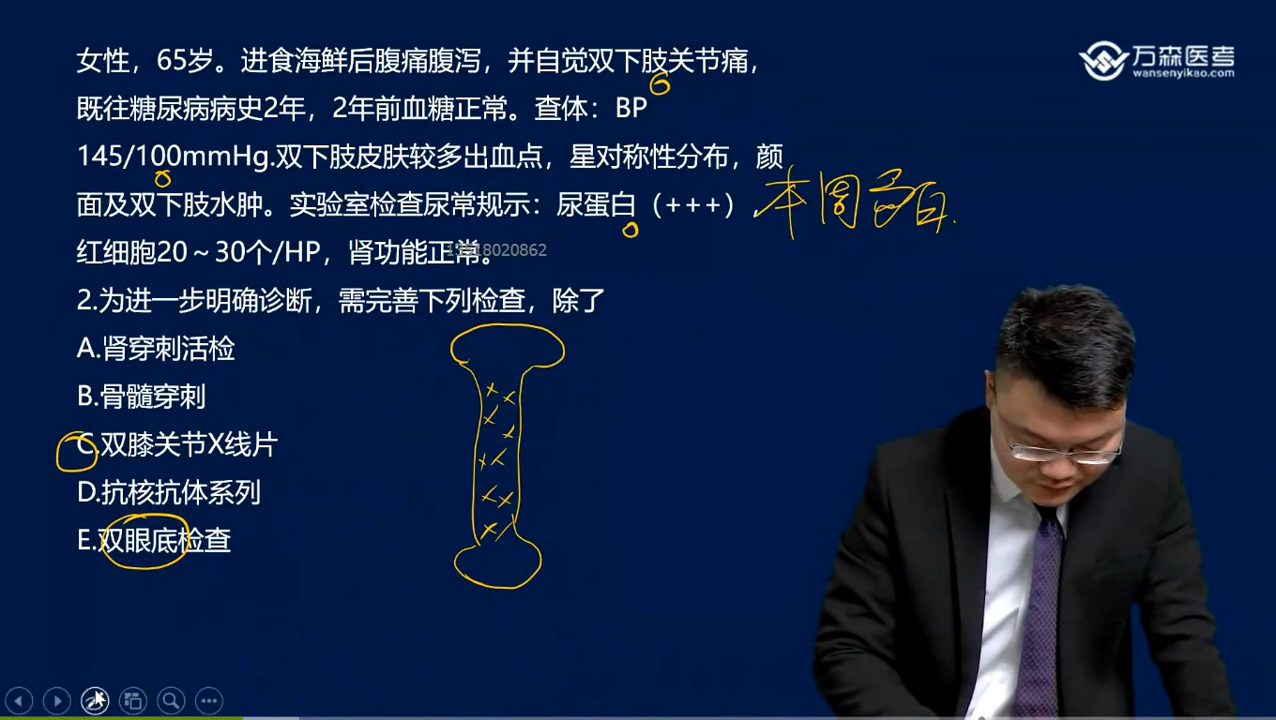 女性，65岁。进食海鲜后腹痛腹泻，并自觉双下肢关节痛，
万森医考
wansenyikao.com
既往糖尿病病史2年，2年前血糖正常。查体：BP
145/100mmHg.双下肢皮肤较多出血点，星对称性分布，颜
面及双下肢水肿。实验室检查尿常规示：尿蛋白（+++），
本周蛋白.
红细胞20～30个/HP，肾功能正常。
18020862
2.为进一步明确诊断，需完善下列检查，除了
A.肾穿刺活检
B.骨髓穿刺
C.双膝关节X线片
D.抗核抗体系列
E.双眼底检查